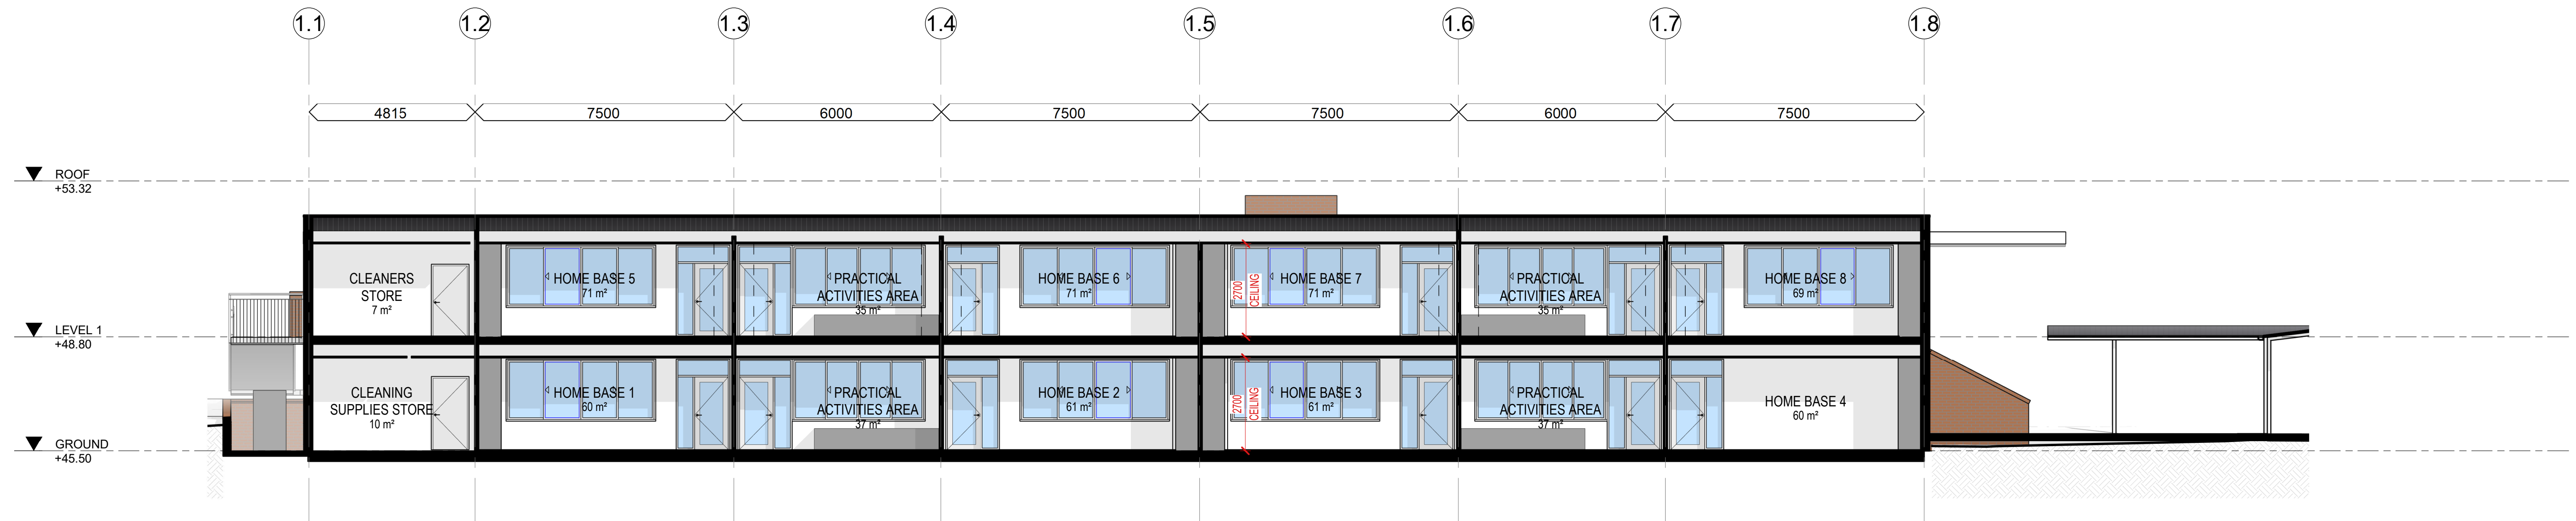 1.1 1.2 1.3 1.4 1.5 1.6 1.7 1.8
4815 7500 6000 7500 7500 6000 7500
ROOF
+53.32
CLEANERS
STORE
7 m²
HOME BASE 5
71 m²
PRACTICAL
ACTIVITIES AREA
35 m²
HOME BASE 6
71 m²
2700
CEILING
HOME BASE 7
71 m²
PRACTICAL
ACTIVITIES AREA
35 m²
HOME BASE 8
69 m²
LEVEL 1
+48.80
CLEANING
SUPPLIES STORE
10 m²
HOME BASE 1
60 m²
PRACTICAL
ACTIVITIES AREA
37 m²
HOME BASE 2
61 m²
2700
CEILING
HOME BASE 3
61 m²
PRACTICAL
ACTIVITIES AREA
37 m²
HOME BASE 4
60 m²
GROUND
+45.50